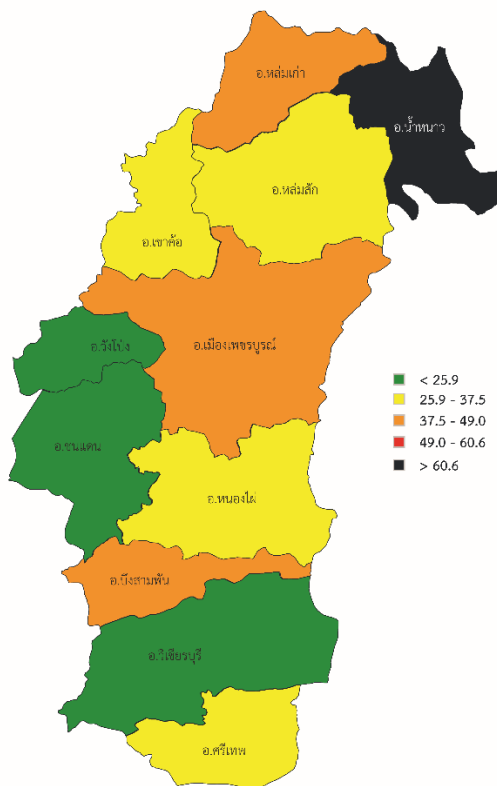 อ.หล่มเก่า
อ.น้ำหนาว
อ.หล่มสัก
อ.เขาค้อ
อ.วังโป่ง
อ.เมืองเพชรบูรณ์
อ.ชนแดน
อ.หนองไผ่
อ.บึงสามพัน
อ.วิเชียรบุรี
อ.ศรีเทพ
< 25.9
25.9 - 37.5
37.5 - 49.0
49.0 - 60.6
> 60.6